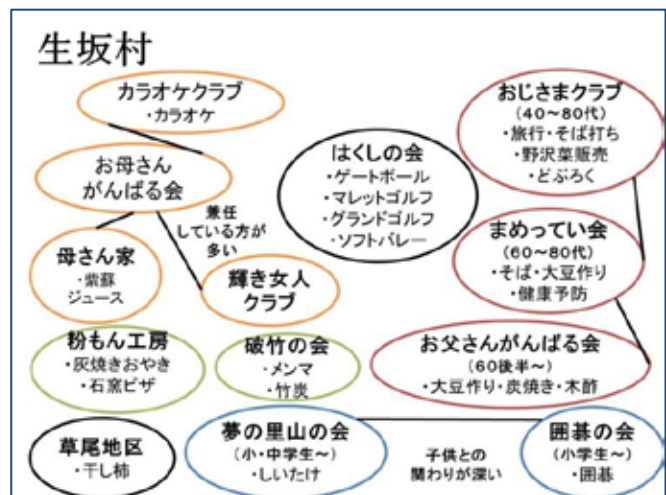 生坂村
カラオケクラブ
・カラオケ
お母さん
がんばる会
兼任
している方が
多い
母さん家
・紫蘇
ジュース
輝き女人
クラブ
はくしの会
・ゲートボール
・マレットゴルフ
・グランドゴルフ
・ソフトバレー
おじさまクラブ
(40～80代)
・旅行・そば打ち
・野沢菜販売
・どぶろく
まめってい会
(60～80代)
・そば・大豆作り
・健康予防
お父さんがんばる会
(60後半～)
・大豆作り・炭焼き・木酢
粉もん工房
・灰焼きおやき
・石窯ピザ
破竹の会
・メンマ
・竹炭
草尾地区
・干し柿
夢の里山の会
(小・中学生～)
・しいたけ
子供との
関わりが深い
囲碁の会
(小学生～)
・囲碁